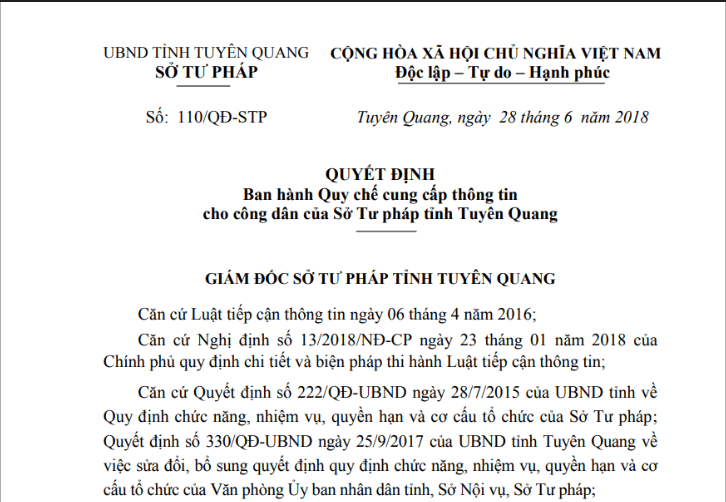 UBND TỈNH TUYÊN QUANG
SỞ TƯ PHÁP
CỘNG HÒA XÃ HỘI CHỦ NGHĨA VIỆT NAM
Độc lập – Tự do – Hạnh phúc
Số: 110/QĐ-STP
Tuyên Quang, ngày 28 tháng 6 năm 2018
QUYẾT ĐỊNH
Ban hành Quy chế cung cấp thông tin
cho công dân của Sở Tư pháp tỉnh Tuyên Quang
GIÁM ĐỐC SỞ TƯ PHÁP TỈNH TUYÊN QUANG
Căn cứ Luật tiếp cận thông tin ngày 06 tháng 4 năm 2016;
Căn cứ Nghị định số 13/2018/NĐ-CP ngày 23 tháng 01 năm 2018 của
Chính phủ quy định chi tiết và biện pháp thi hành Luật tiếp cận thông tin;
Căn cứ Quyết định số 222/QĐ-UBND ngày 28/7/2015 của UBND tỉnh về
Quy định chức năng, nhiệm vụ, quyền hạn và cơ cấu tổ chức của Sở Tư pháp;
Quyết định số 330/QĐ-UBND ngày 25/9/2017 của UBND tỉnh Tuyên Quang về
việc sửa đổi, bổ sung quyết định quy định chức năng, nhiệm vụ, quyền hạn và cơ
cấu tổ chức của Văn phòng Ủy ban nhân dân tỉnh, Sở Nội vụ, Sở Tư pháp;